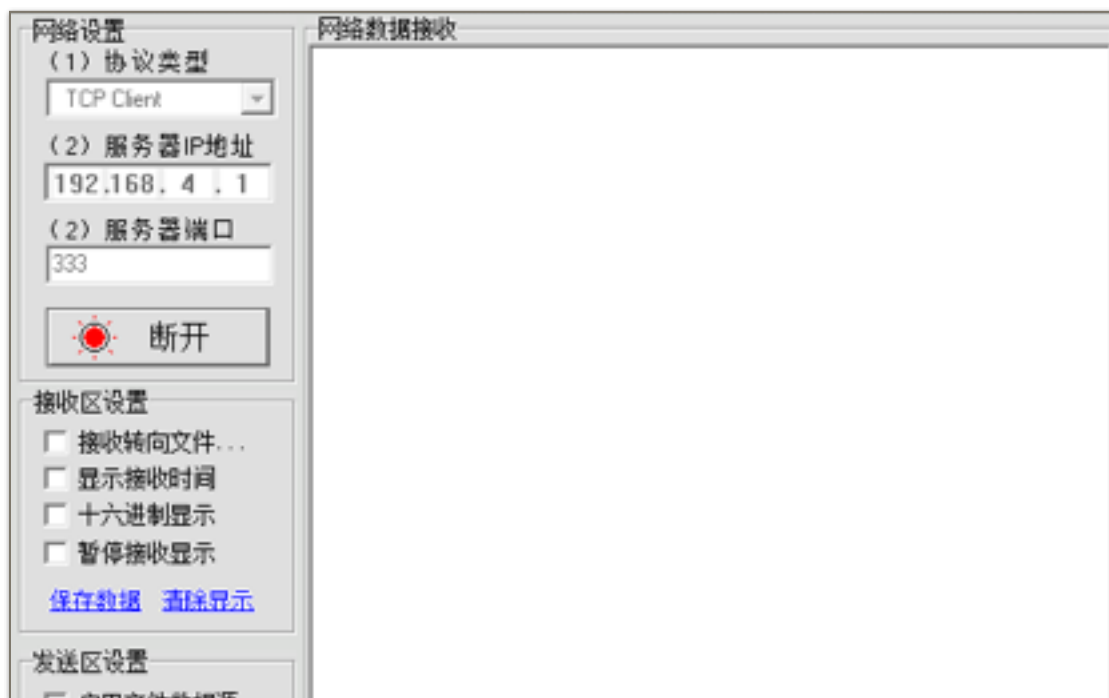 网络设置
(1) 协议类型
TCP Client
(2) 服务器IP地址
192.168. 4 . 1
(2) 服务器端口
333
断开
接收区设置
接收转向文件...
显示接收时间
十六进制显示
暂停接收显示
保存数据 清除显示
发送区设置
网络数据接收